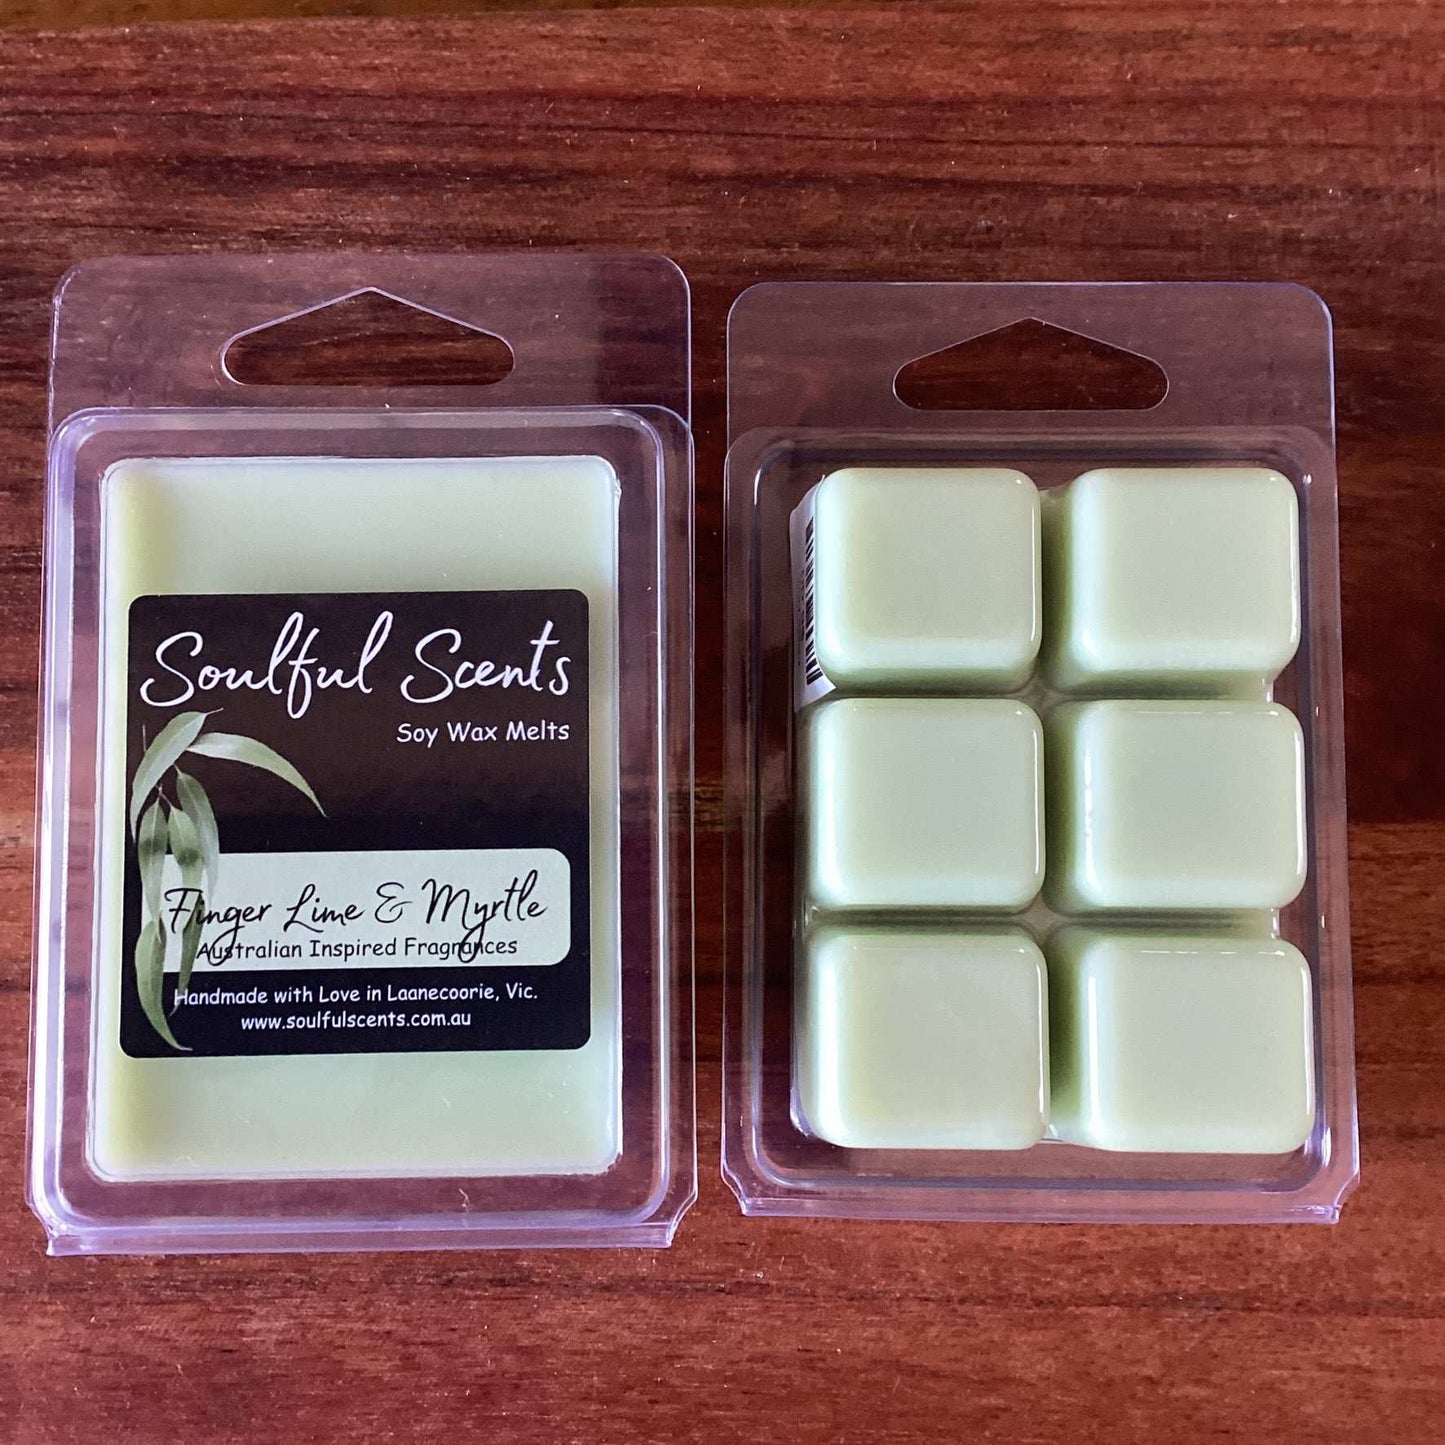 Soulful Scents
Soy Wax Melts
Finger Lime & Myrtle
Australian Inspired Fragrances
Handmade with Love in Laanecoorie, Vic.
www.soulfulscents.com.au